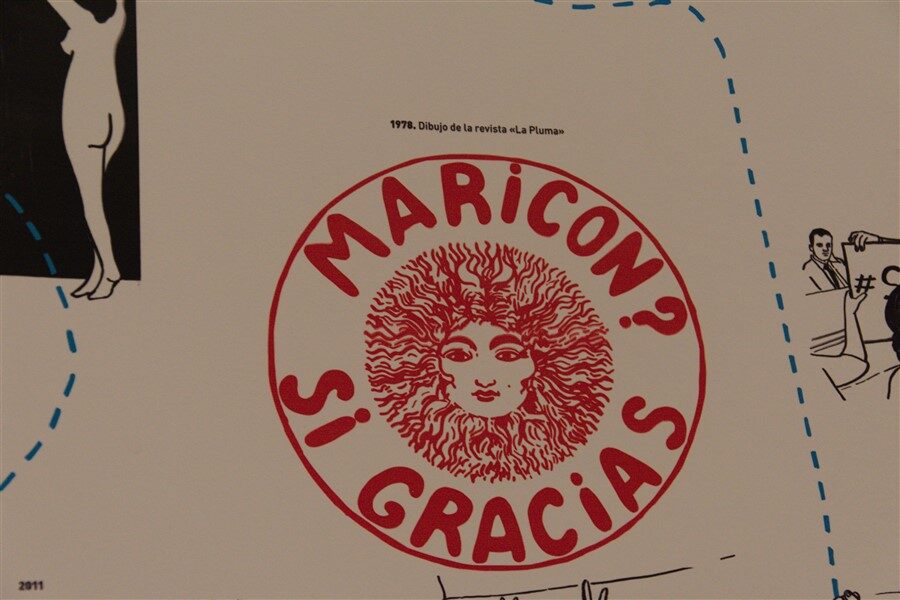 1978. Dibujo de la revista «La Pluma»
MARiCON?
Si GRACiAS
#
2011